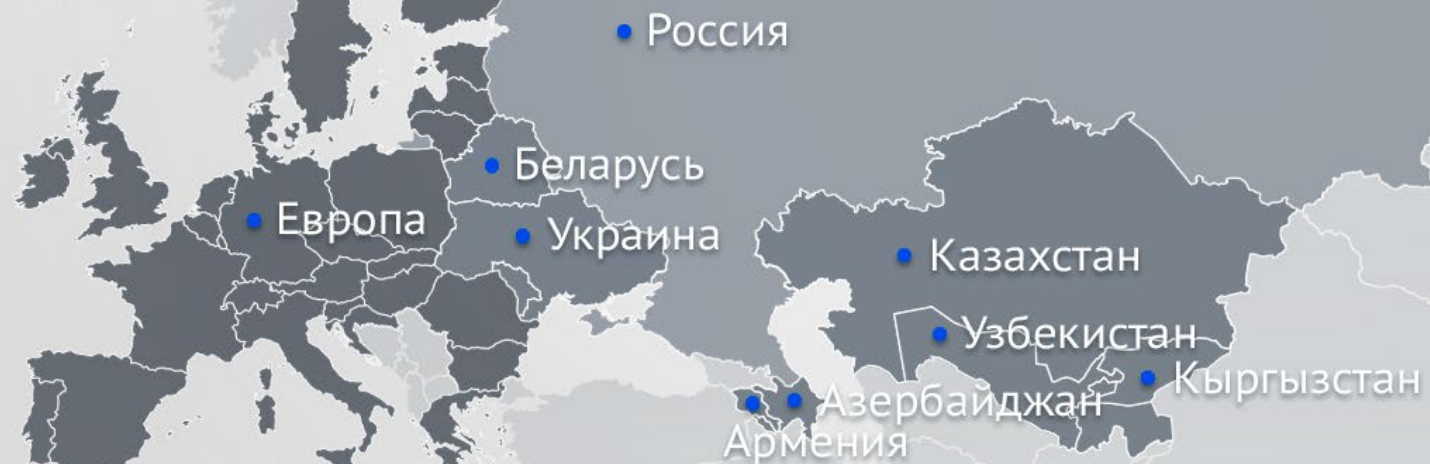 Россия
Беларусь
Европа
Украина
Казахстан
Узбекистан
Кыргызстан
Азербайджан
Армения